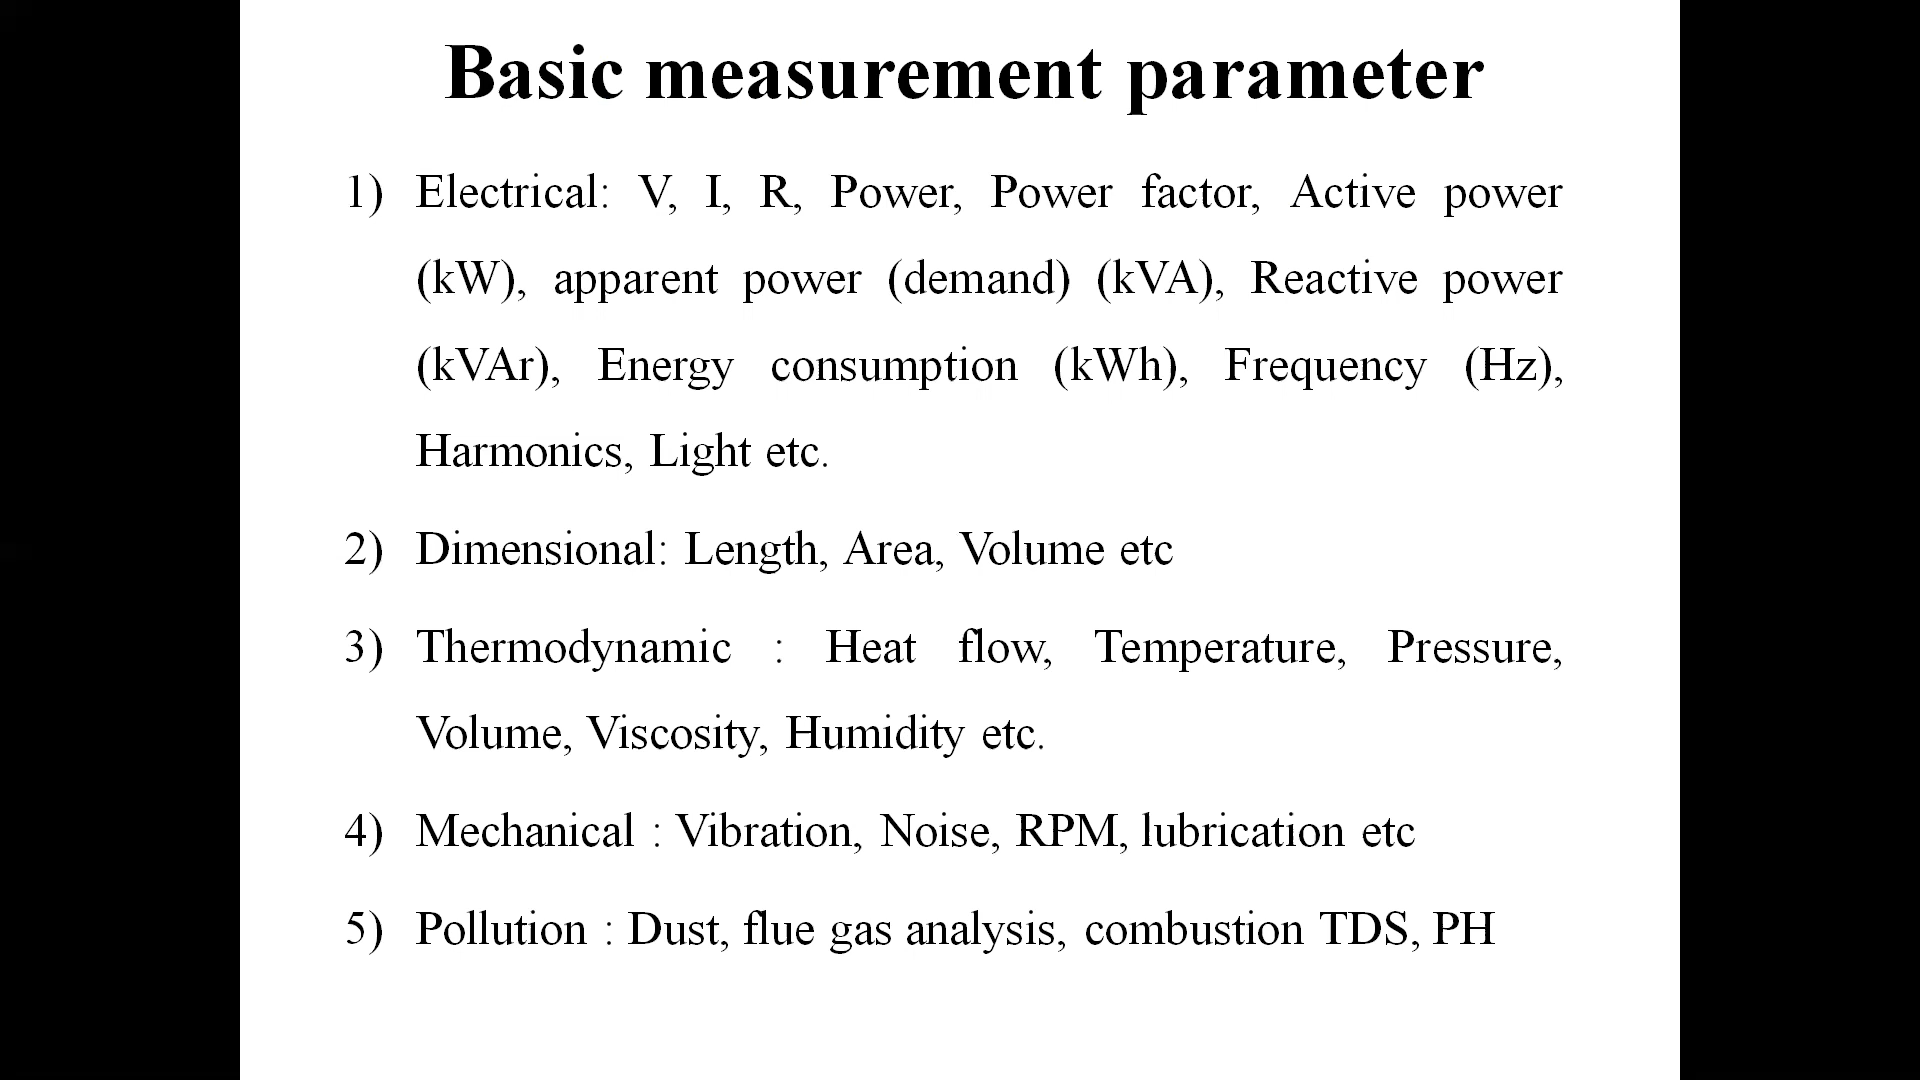 Basic measurement parameter
1) Electrical: V, I, R, Power, Power factor, Active power
(kW), apparent power (demand) (kVA), Reactive power
(kVAr), Energy consumption (kWh), Frequency (Hz),
Harmonics, Light etc.
2) Dimensional: Length, Area, Volume etc
3) Thermodynamic : Heat flow, Temperature, Pressure,
Volume, Viscosity, Humidity etc.
4) Mechanical : Vibration, Noise, RPM, lubrication etc
5) Pollution : Dust, flue gas analysis, combustion TDS, PH